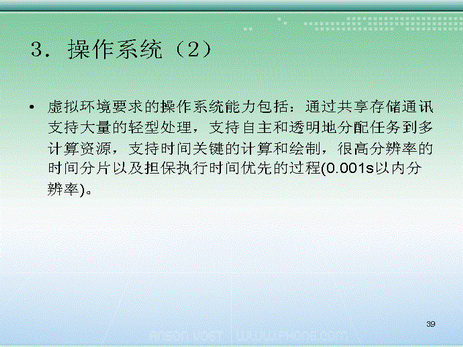 3．操作系统（2）
• 虚拟环境要求的操作系统能力包括：通过共享存储通讯
支持大量的轻型处理，支持自主和透明地分配任务到多
计算资源，支持时间关键的计算和绘制，很高分辨率的
时间分片以及担保执行时间优先的过程(0.001s以内分
辨率)。
39